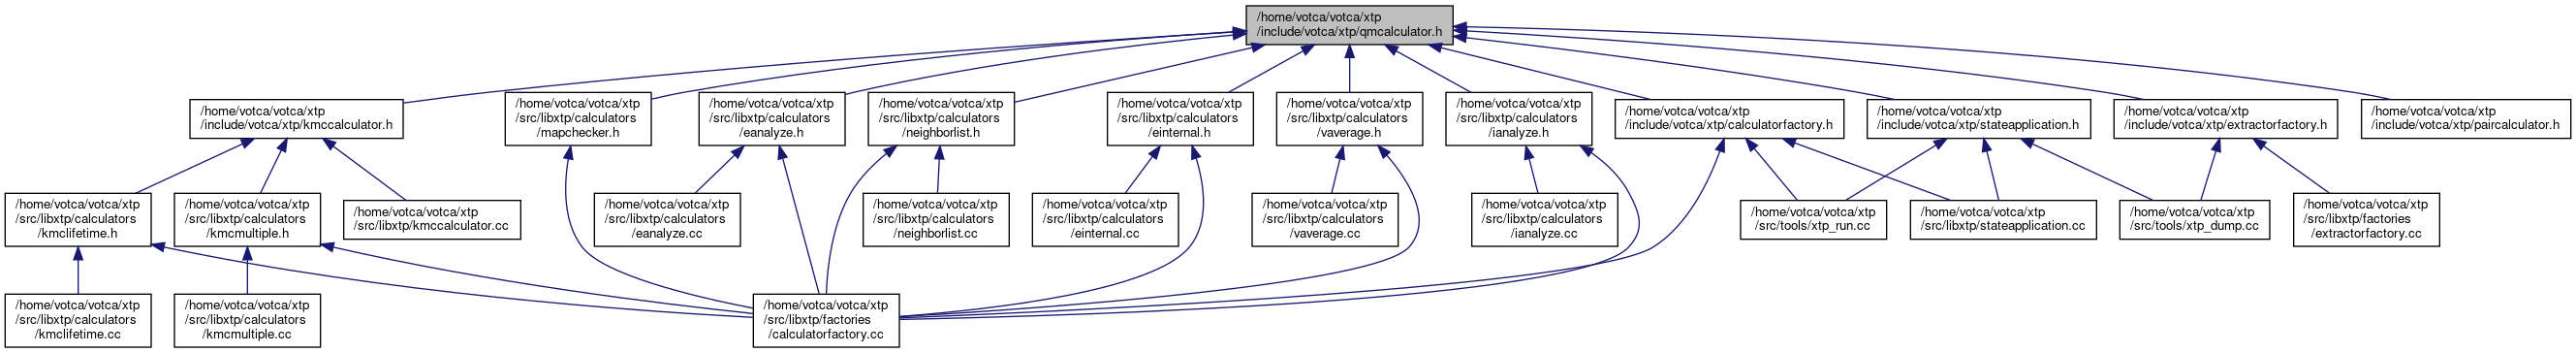 /home/votca/votca/xtp
/include/votca/xtp/qmcalculator.h
/home/votca/votca/xtp
/include/votca/xtp/kmccalculator.h
/home/votca/votca/xtp
/src/libxtp/calculators
/mapchecker.h
/home/votca/votca/xtp
/src/libxtp/calculators
/eanalyze.h
/home/votca/votca/xtp
/src/libxtp/calculators
/neighborlist.h
/home/votca/votca/xtp
/src/libxtp/calculators
/einternal.h
/home/votca/votca/xtp
/src/libxtp/calculators
/vaverage.h
/home/votca/votca/xtp
/src/libxtp/calculators
/ianalyze.h
/home/votca/votca/xtp
/include/votca/xtp/calculatorfactory.h
/home/votca/votca/xtp
/include/votca/xtp/stateapplication.h
/home/votca/votca/xtp
/include/votca/xtp/extractorfactory.h
/home/votca/votca/xtp
/include/votca/xtp/paircalculator.h
/home/votca/votca/xtp
/src/libxtp/calculators
/kmclifetime.h
/home/votca/votca/xtp
/src/libxtp/calculators
/kmcmultiple.h
/home/votca/votca/xtp
/src/libxtp/kmccalculator.cc
/home/votca/votca/xtp
/src/libxtp/calculators
/eanalyze.cc
/home/votca/votca/xtp
/src/libxtp/calculators
/neighborlist.cc
/home/votca/votca/xtp
/src/libxtp/calculators
/einternal.cc
/home/votca/votca/xtp
/src/libxtp/calculators
/vaverage.cc
/home/votca/votca/xtp
/src/libxtp/calculators
/ianalyze.cc
/home/votca/votca/xtp
/src/tools/xtp_run.cc
/home/votca/votca/xtp
/src/libxtp/stateapplication.cc
/home/votca/votca/xtp
/src/tools/xtp_dump.cc
/home/votca/votca/xtp
/src/libxtp/factories
/extractorfactory.cc
/home/votca/votca/xtp
/src/libxtp/calculators
/kmclifetime.cc
/home/votca/votca/xtp
/src/libxtp/calculators
/kmcmultiple.cc
/home/votca/votca/xtp
/src/libxtp/factories
/calculatorfactory.cc